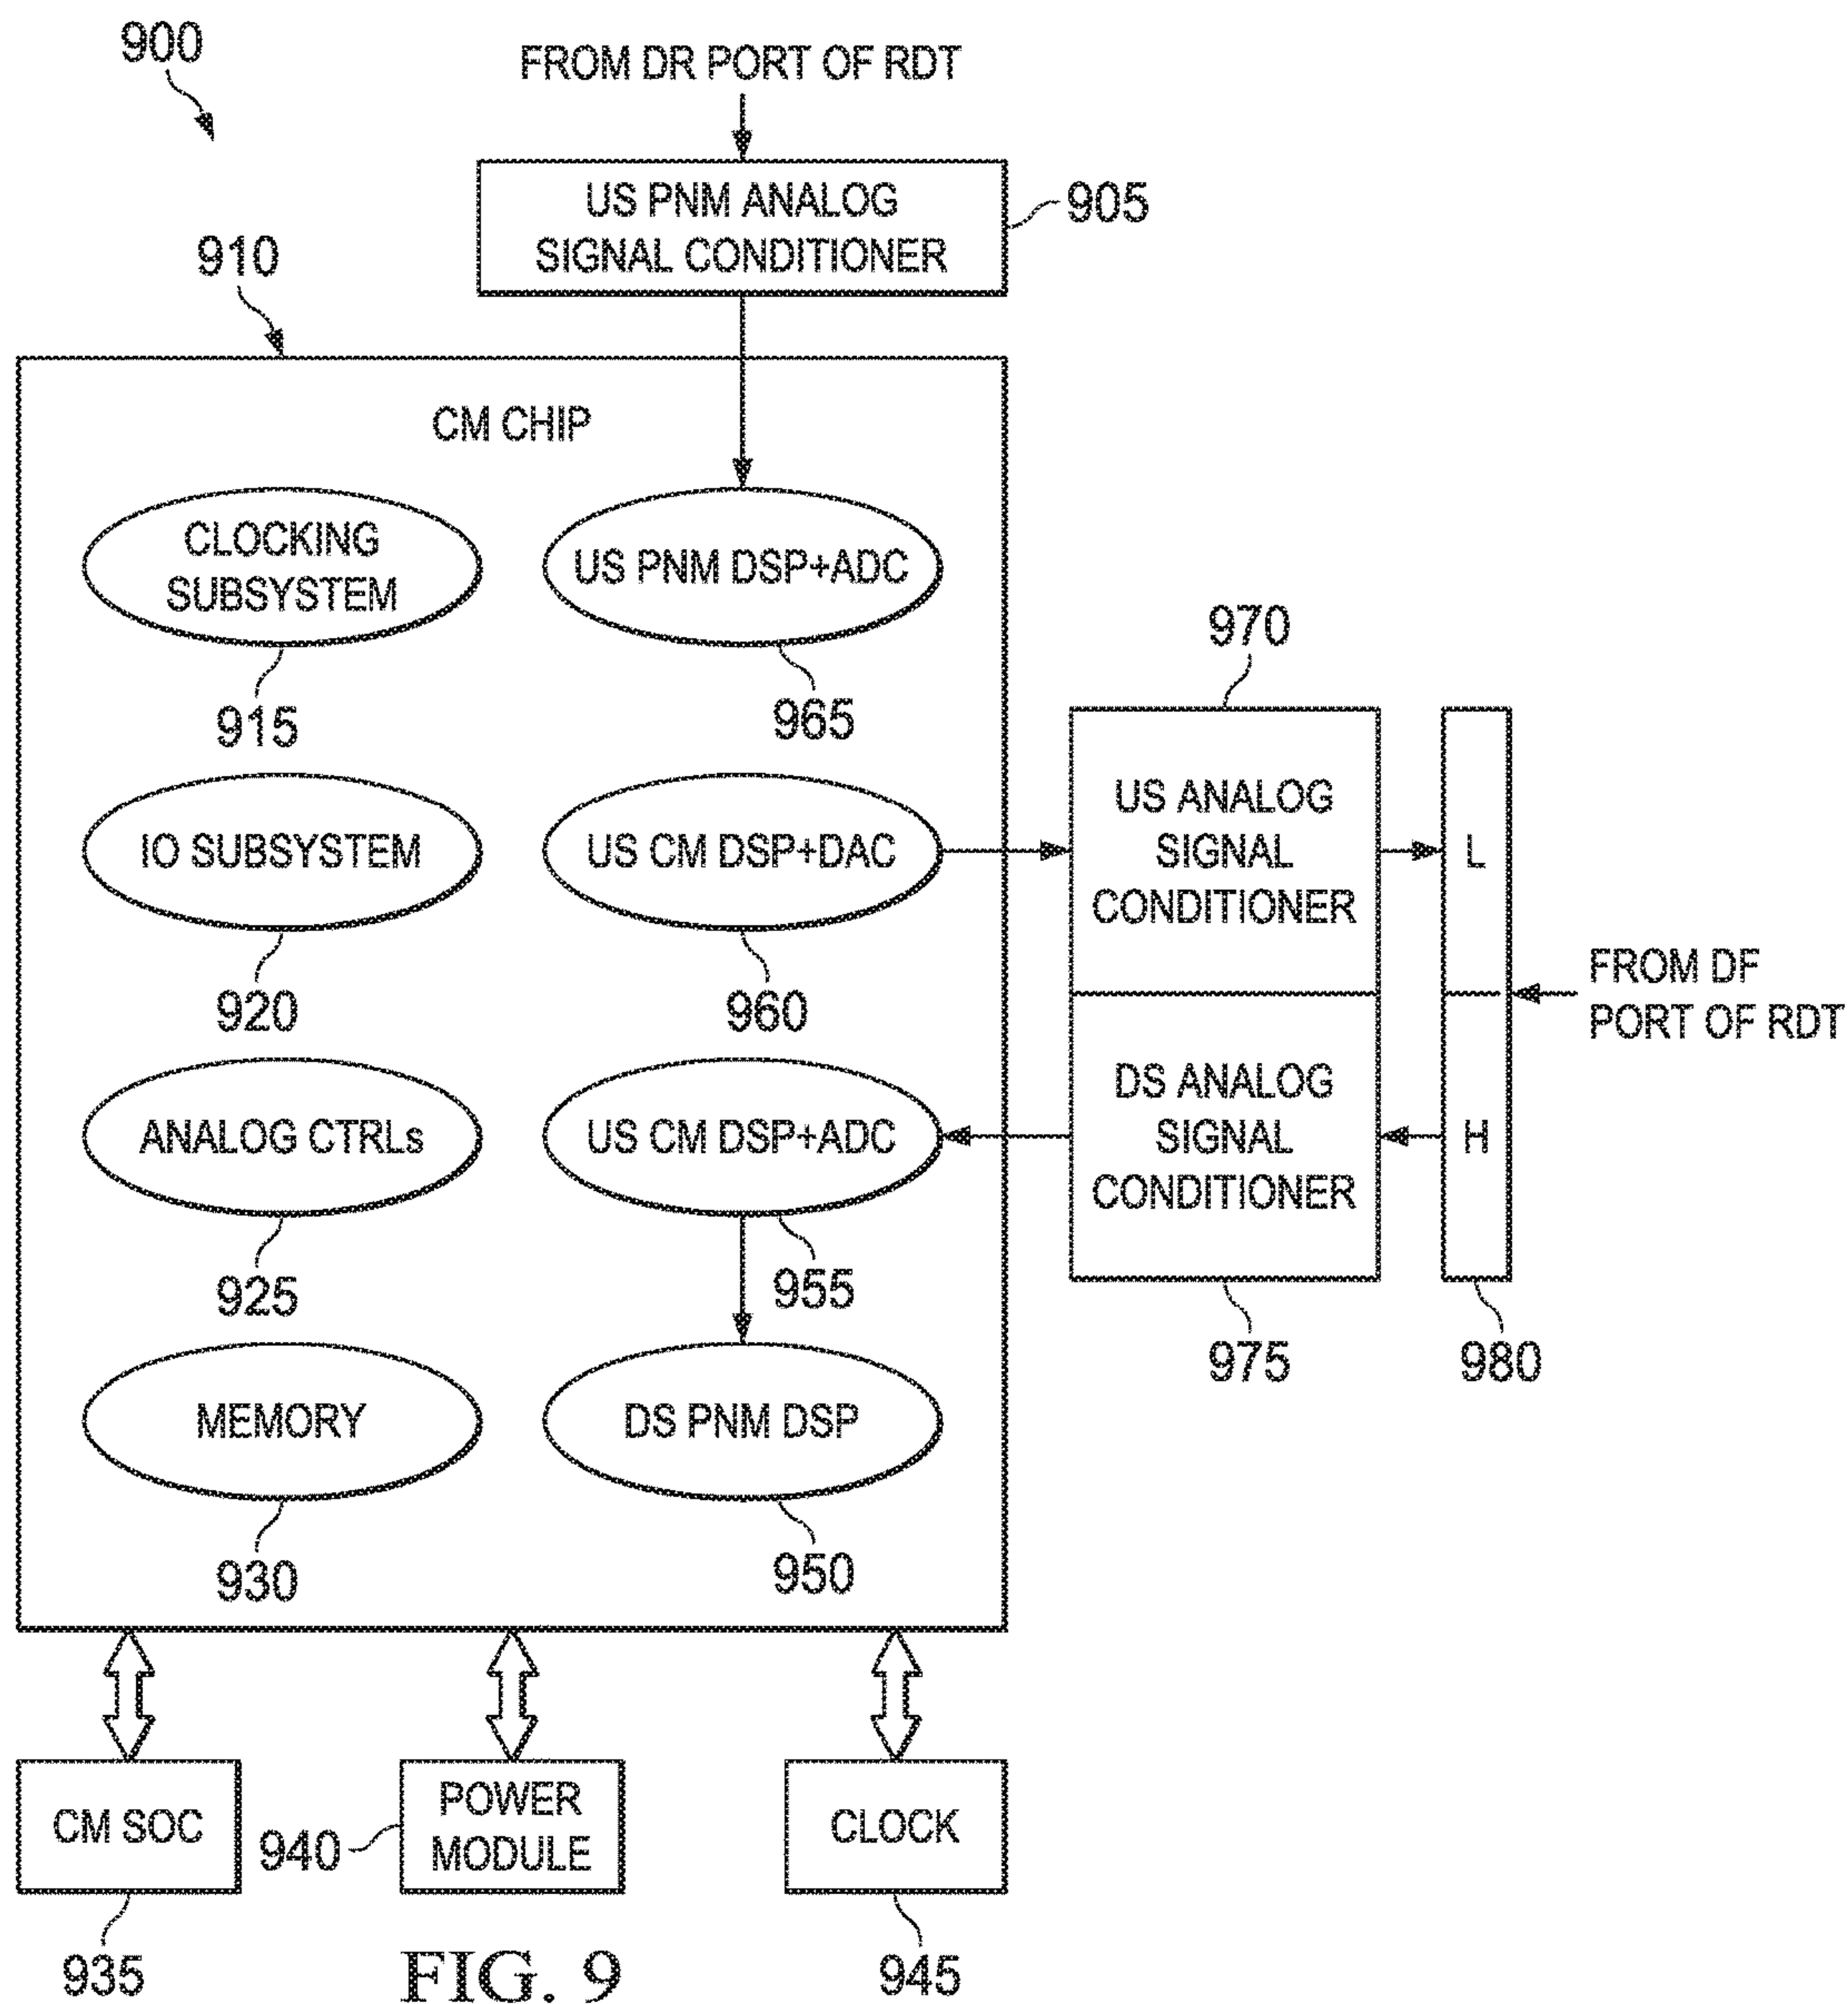 900
FROM DR PORT OF RDT
US PNM ANALOG
SIGNAL CONDITIONER
905
910
CM CHIP
CLOCKING
SUBSYSTEM
915
US PNM DSP+ADC
965
IO SUBSYSTEM
920
US CM DSP+DAC
960
ANALOG CTRLs
925
US CM DSP+ADC
955
MEMORY
930
DS PNM DSP
950
970
US ANALOG
SIGNAL
CONDITIONER
L
FROM DF
PORT OF RDT
DS ANALOG
SIGNAL
CONDITIONER
H
975
980
CM SOC
935
POWER
MODULE
940
CLOCK
945
FIG. 9